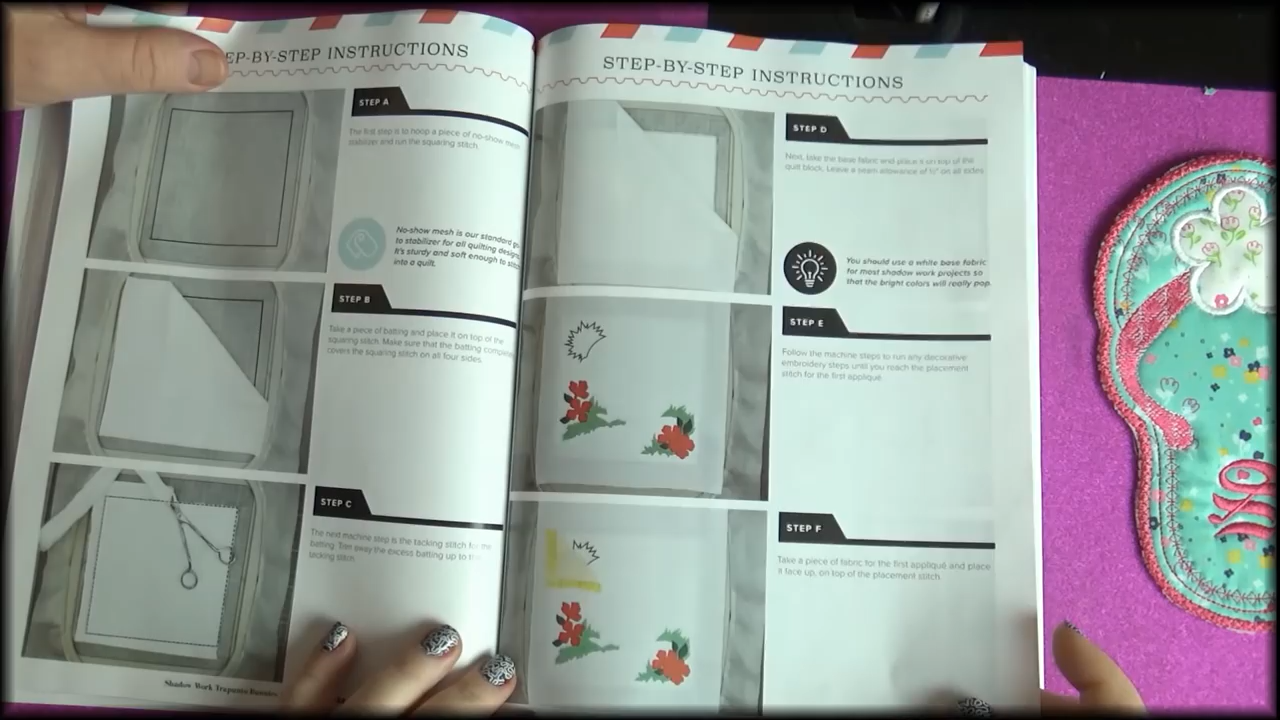 EP-BY-STEP INSTRUCTIONS
STEP A
The first step is to hoop a piece of no-show mesh
stabilizer and run the squaring stitch.
No-show mesh is our standard go
to stabilizer for all quilting designs.
It's sturdy and soft enough to
into a quilt.
STEP B
Take a piece of batting and place it on top of the
squaring stitch. Make sure that the batting
covers the squaring stitch on all four sides.
STEP C
The next machine step is the tacking stitch for the
batting. Trim away the excess batting up to
tacking stitch.
Shadow Work Trapunto Bunnies
STEP-BY-STEP INSTRUCTIONS
STEP D
Next, take the base fabric and place it on top of the
quilt block. Leave a seam allowance of ½" on all sides
You should use a white base fabric
for most shadow work projects so
that the bright colors will really pop.
STEP E
Follow the machine steps to run any decorative
embroidery steps until you reach the placement
stitch for the first appliqué.
STEP F
Take a piece of fabric for the first appliqué and place
it face up, on top of the placement stitch.